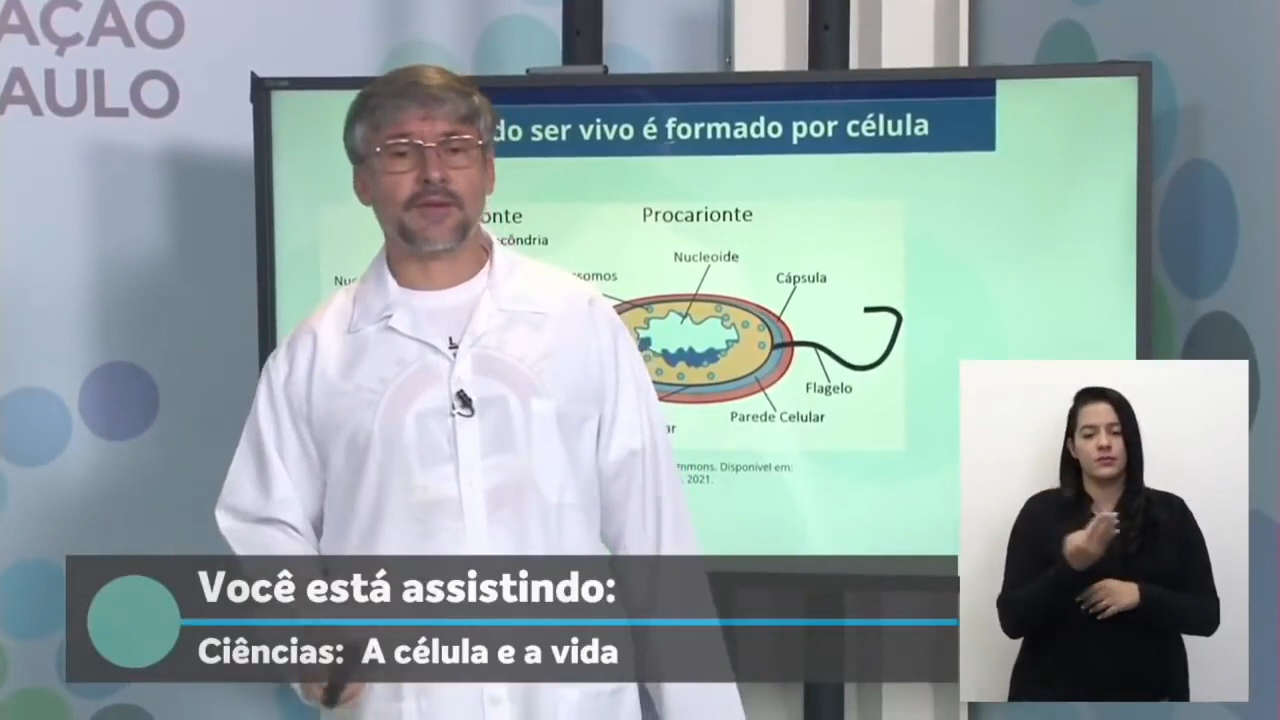 AÇÃO
AULO
do ser vivo é formado por célula
onte
Procarionte
côndria
Nucleoide
somos
Cápsula
Flagelo
Parede Celular
mmons. Disponível em:
. 2021.
Você está assistindo:
Ciências: A célula e a vida